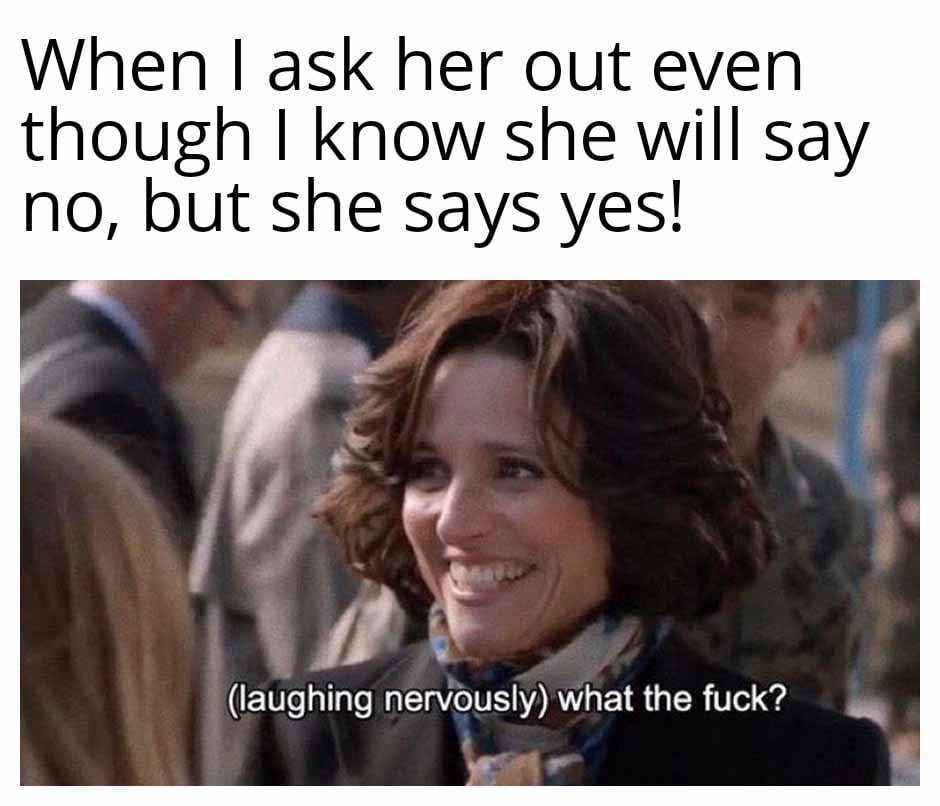 When I ask her out even
though I know she will say
no, but she says yes!
(laughing nervously) what the fuck?